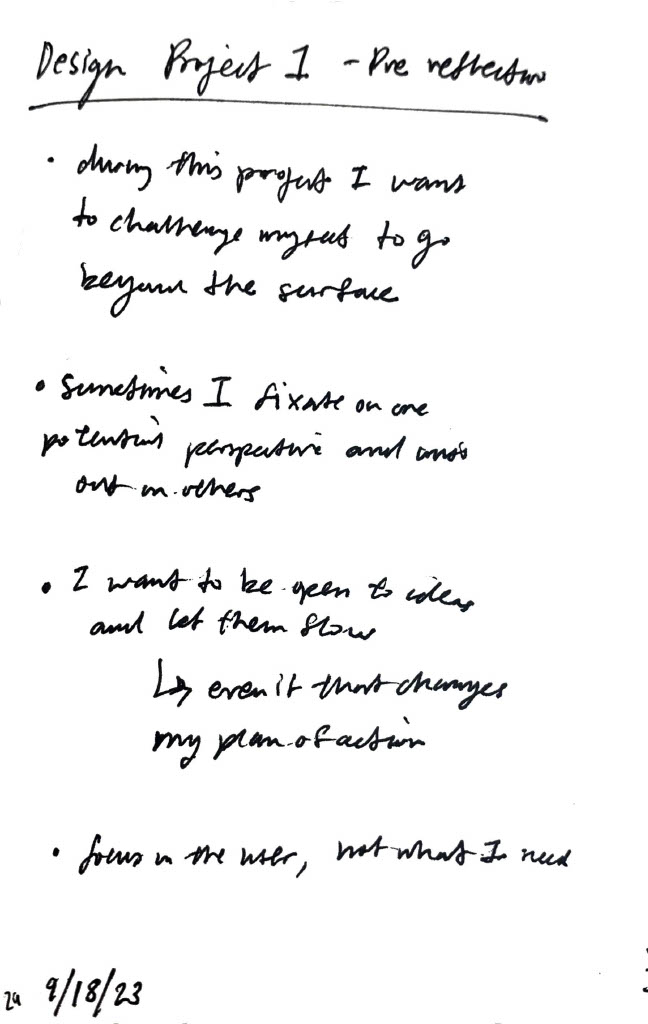 Design Project 1 - Pre reflection
• during this project I want
to challenge myself to go
beyond the surface
• Sometimes I fixate on one
potential perspective and miss
out on others
• I want to be open to ideas
and let them flow
↳ even if that changes
my plan of action
• focus on the user, not what I need
29 9/18/23